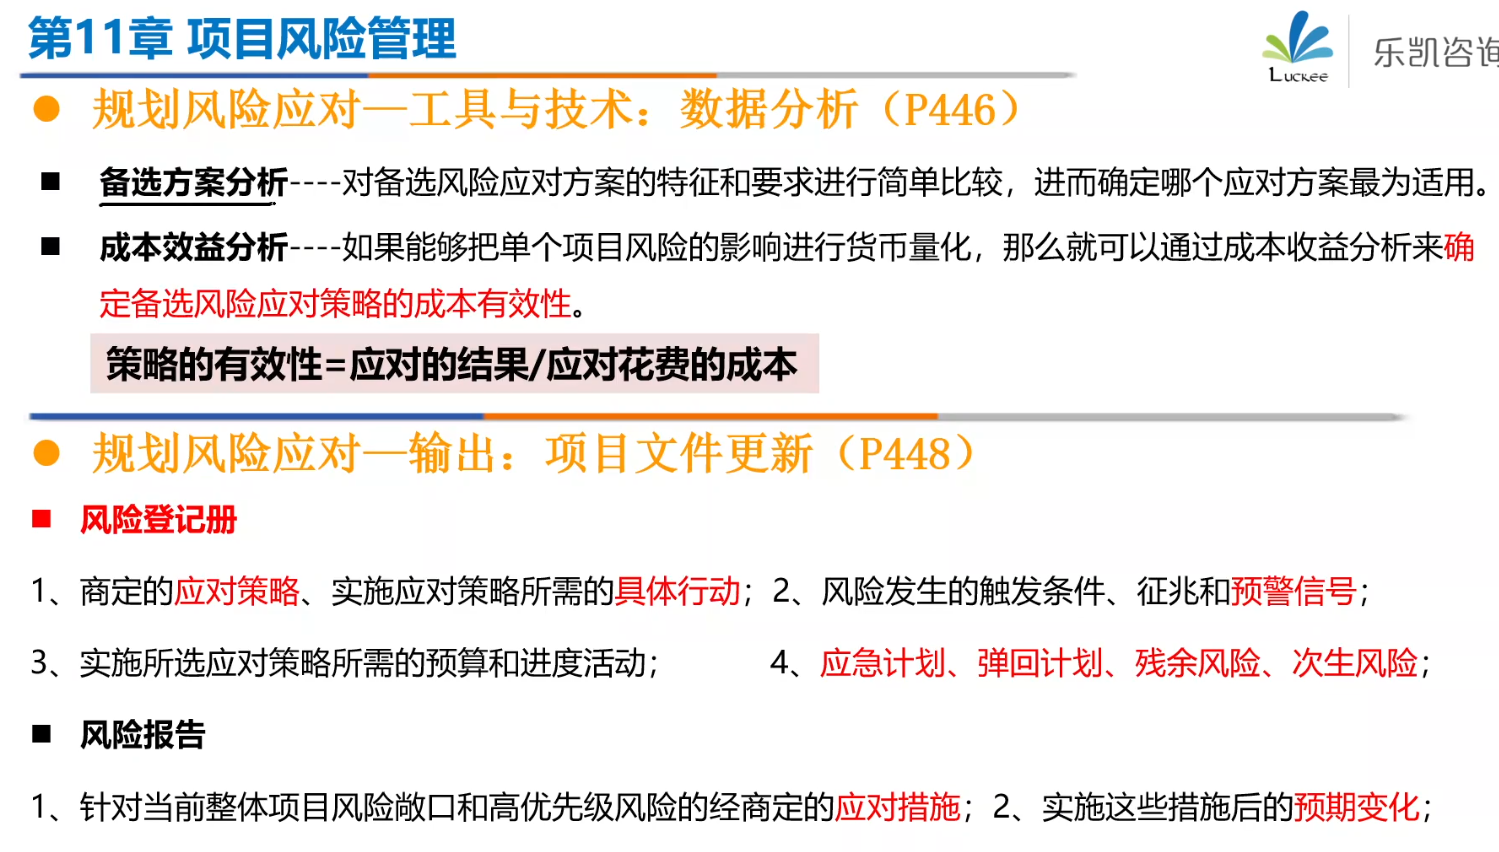 第11章 项目风险管理
Luckee
乐凯咨询
● 规划风险应对—工具与技术：数据分析（P446）
■ 备选方案分析----对备选风险应对方案的特征和要求进行简单比较，进而确定哪个应对方案最为适用。
■ 成本效益分析----如果能够把单个项目风险的影响进行货币量化，那么就可以通过成本收益分析来确
定备选风险应对策略的成本有效性。
策略的有效性=应对的结果/应对花费的成本
● 规划风险应对—输出：项目文件更新（P448）
■ 风险登记册
1、商定的应对策略、实施应对策略所需的具体行动；2、风险发生的触发条件、征兆和预警信号；
3、实施所选应对策略所需的预算和进度活动； 4、应急计划、弹回计划、残余风险、次生风险；
■ 风险报告
1、针对当前整体项目风险敞口和高优先级风险的经商定的应对措施；2、实施这些措施后的预期变化；